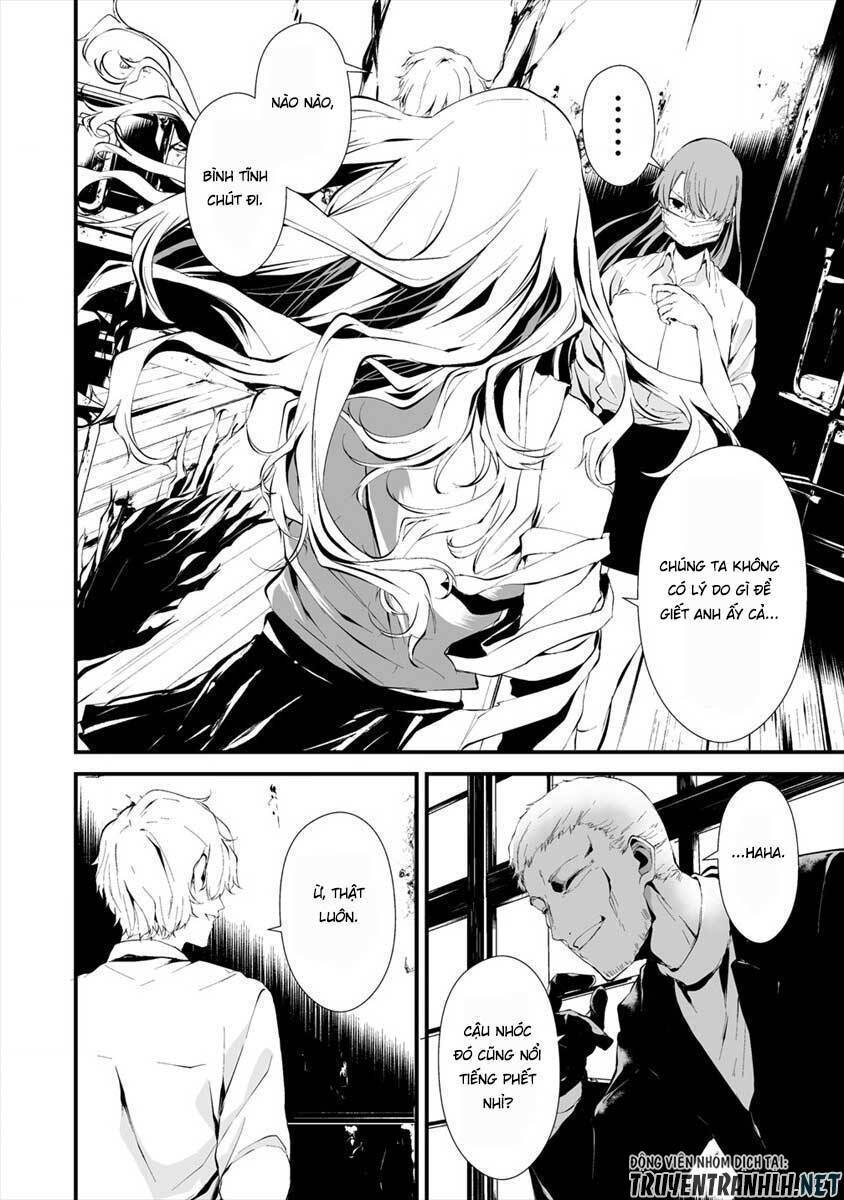 ......
NÀO NÀO,
BÌNH TĨNH
CHÚT ĐI.
CHÚNG TA KHÔNG
CÓ LÝ DO GÌ ĐỂ
GIẾT ANH ẤY CẢ...
...HAHA.
CẬU NHÓC
ĐÓ CŨNG NỔI
TIẾNG PHẾT
NHỈ?
Ừ, THẬT
LUÔN.
ĐỘNG VIÊN NHÓM DỊCH TẠI:
TRUYENTRANHLH.NET